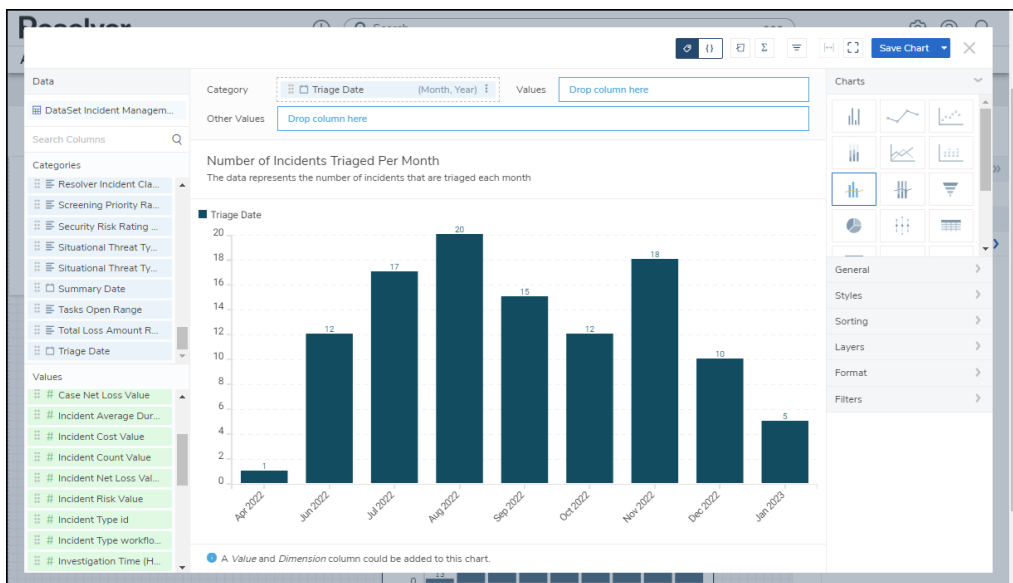 Resolver
Search
Save Chart
Data
DataSet Incident Managem...
Search Columns
Categories
Resolver Incident Cla...
Screening Priority Ra...
Security Risk Rating ...
Situational Threat Ty...
Situational Threat Ty...
Summary Date
Tasks Open Range
Total Loss Amount R...
Triage Date
Values
Case Net Loss Value
Incident Average Dur...
Incident Cost Value
Incident Count Value
Incident Net Loss Val...
Incident Risk Value
Incident Type id
Incident Type workflo...
Investigation Time (H...
Category
Triage Date (Month, Year)
Values
Drop column here
Other Values
Drop column here
Number of Incidents Triaged Per Month
The data represents the number of incidents that are triaged each month
Triage Date
20
18
16
14
12
10
8
6
4
2
0
1
12
17
20
15
12
18
10
5
Apr 2022
Jun 2022
Jul 2022
Aug 2022
Sep 2022
Oct 2022
Nov 2022
Dec 2022
Jan 2023
A Value and Dimension column could be added to this chart.
Charts
General
Styles
Sorting
Layers
Format
Filters
0
13